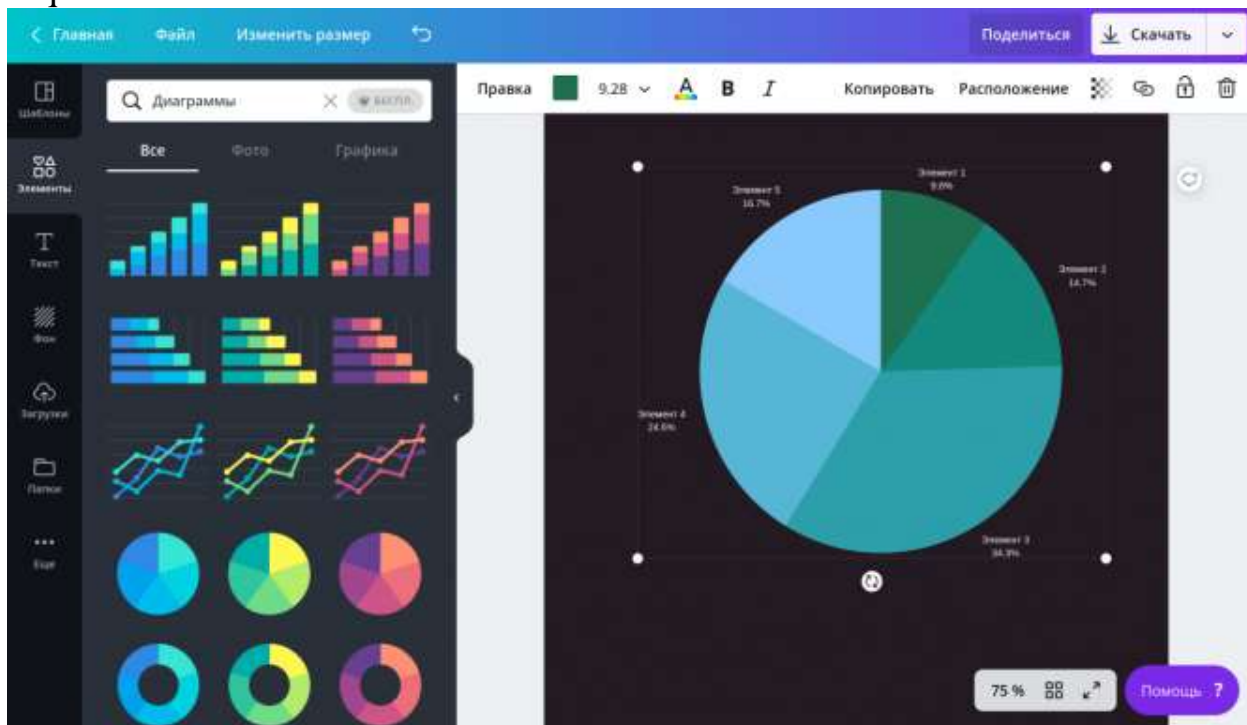 Главная Файл Изменить размер Поделиться Скачать
Шаблоны
Элементы
Текст
Фон
Загрузки
Папки
Еще
Диаграммы БЕСПЛ.
Все Фото Графика
Правка 9.28 A B I Копировать Расположение
Элемент 1
9.8%
Элемент 2
14.7%
Элемент 3
34.3%
Элемент 4
24.6%
Элемент 5
16.7%
75 % Помощь ?